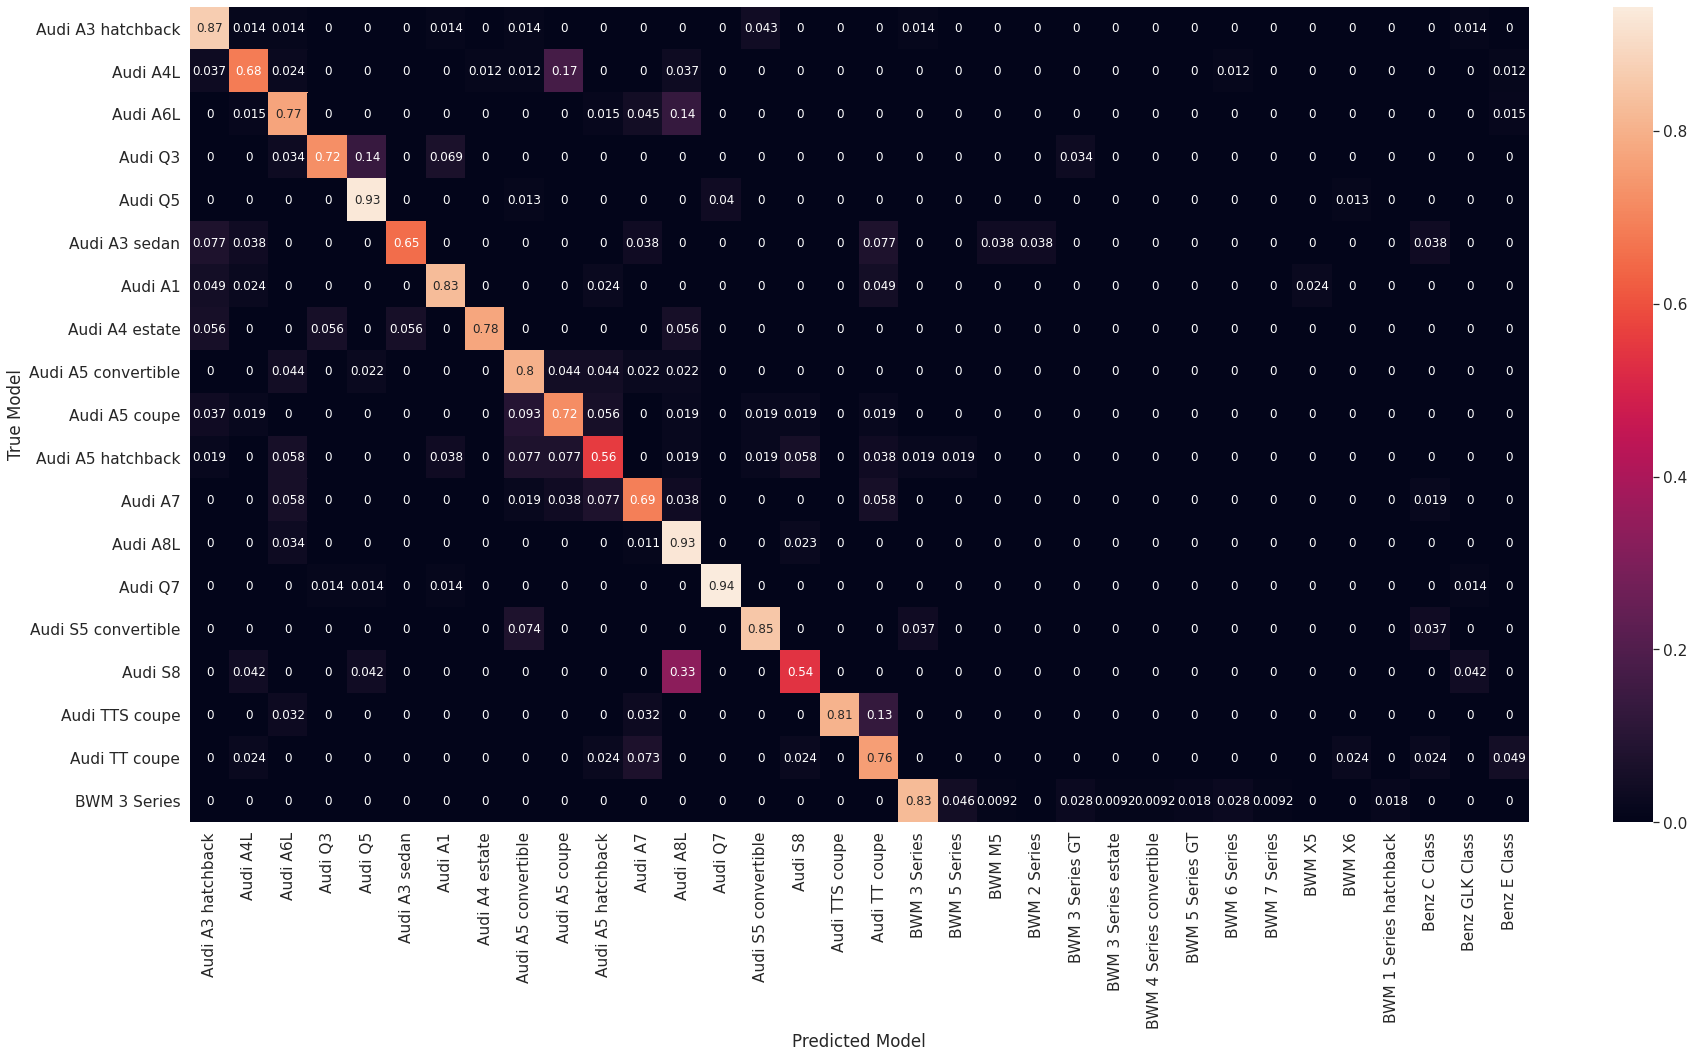 Audi A3 hatchback 0.87 0.014 0.014 0 0 0 0.014 0 0.014 0 0 0 0 0 0.043 0 0 0 0.014 0 0 0 0 0 0 0 0 0 0 0 0 0 0.014 0
Audi A4L 0.037 0.68 0.024 0 0 0 0 0.012 0.012 0.17 0 0 0.037 0 0 0 0 0 0 0 0 0 0 0 0 0 0.012 0 0 0 0 0 0 0.012
Audi A6L 0 0.015 0.77 0 0 0 0 0 0 0 0.015 0.045 0.14 0 0 0 0 0 0 0 0 0 0 0 0 0 0 0 0 0 0 0 0 0.015
Audi Q3 0 0 0.034 0.72 0.14 0 0.069 0 0 0 0 0 0 0 0 0 0 0 0 0 0 0 0.034 0 0 0 0 0 0 0 0 0 0 0
Audi Q5 0 0 0 0 0.93 0 0 0 0.013 0 0 0 0 0.04 0 0 0 0 0 0 0 0 0 0 0 0 0 0 0 0.013 0 0 0 0
Audi A3 sedan 0.077 0.038 0 0 0 0.65 0 0 0 0 0 0.038 0 0 0 0 0 0.077 0 0 0.038 0.038 0 0 0 0 0 0 0 0 0 0.038 0 0
Audi A1 0.049 0.024 0 0 0 0 0.83 0 0 0 0.024 0 0 0 0 0 0 0.049 0 0 0 0 0 0 0 0 0 0 0.024 0 0 0 0 0
Audi A4 estate 0.056 0 0 0.056 0 0.056 0 0.78 0 0 0 0 0.056 0 0 0 0 0 0 0 0 0 0 0 0 0 0 0 0 0 0 0 0 0
Audi A5 convertible 0 0 0.044 0 0.022 0 0 0 0.8 0.044 0.044 0.022 0.022 0 0 0 0 0 0 0 0 0 0 0 0 0 0 0 0 0 0 0 0 0
Audi A5 coupe 0.037 0.019 0 0 0 0 0 0 0.093 0.72 0.056 0 0.019 0 0.019 0.019 0 0.019 0 0 0 0 0 0 0 0 0 0 0 0 0 0 0 0
Audi A5 hatchback 0.019 0 0.058 0 0 0 0.038 0 0.077 0.077 0.56 0 0.019 0 0.019 0.058 0 0.038 0.019 0.019 0 0 0 0 0 0 0 0 0 0 0 0 0 0
Audi A7 0 0 0.058 0 0 0 0 0 0.019 0.038 0.077 0.69 0.038 0 0 0 0 0.058 0 0 0 0 0 0 0 0 0 0 0 0 0 0.019 0 0
Audi A8L 0 0 0.034 0 0 0 0 0 0 0 0 0.011 0.93 0 0 0.023 0 0 0 0 0 0 0 0 0 0 0 0 0 0 0 0 0 0
Audi Q7 0 0 0 0.014 0.014 0 0.014 0 0 0 0 0 0 0.94 0 0 0 0 0 0 0 0 0 0 0 0 0 0 0 0 0 0 0.014 0
Audi S5 convertible 0 0 0 0 0 0 0 0 0.074 0 0 0 0 0 0.85 0 0 0 0.037 0 0 0 0 0 0 0 0 0 0 0 0 0.037 0 0
Audi S8 0 0.042 0 0 0.042 0 0 0 0 0 0 0 0.33 0 0 0.54 0 0 0 0 0 0 0 0 0 0 0 0 0 0 0 0 0.042 0
Audi TTS coupe 0 0 0.032 0 0 0 0 0 0 0 0 0.032 0 0 0 0 0.81 0.13 0 0 0 0 0 0 0 0 0 0 0 0 0 0 0 0
Audi TT coupe 0 0.024 0 0 0 0 0 0 0 0 0.024 0.073 0 0 0 0.024 0 0.76 0 0 0 0 0 0 0 0 0 0 0 0.024 0 0.024 0 0.049
BWM 3 Series 0 0 0 0 0 0 0 0 0 0 0 0 0 0 0 0 0 0 0.83 0.046 0.0092 0 0.028 0.0092 0.0092 0.018 0.028 0.0092 0 0 0.018 0 0 0
True Model
Audi A3 hatchback
Audi A4L
Audi A6L
Audi Q3
Audi Q5
Audi A3 sedan
Audi A1
Audi A4 estate
Audi A5 convertible
Audi A5 coupe
Audi A5 hatchback
Audi A7
Audi A8L
Audi Q7
Audi S5 convertible
Audi S8
Audi TTS coupe
Audi TT coupe
BWM 3 Series
BWM 5 Series
BWM M5
BWM 2 Series
BWM 3 Series GT
BWM 3 Series estate
BWM 4 Series convertible
BWM 5 Series GT
BWM 6 Series
BWM 7 Series
BWM X5
BWM X6
BWM 1 Series hatchback
Benz C Class
Benz GLK Class
Benz E Class
Predicted Model
0.8
0.6
0.4
0.2
0.0